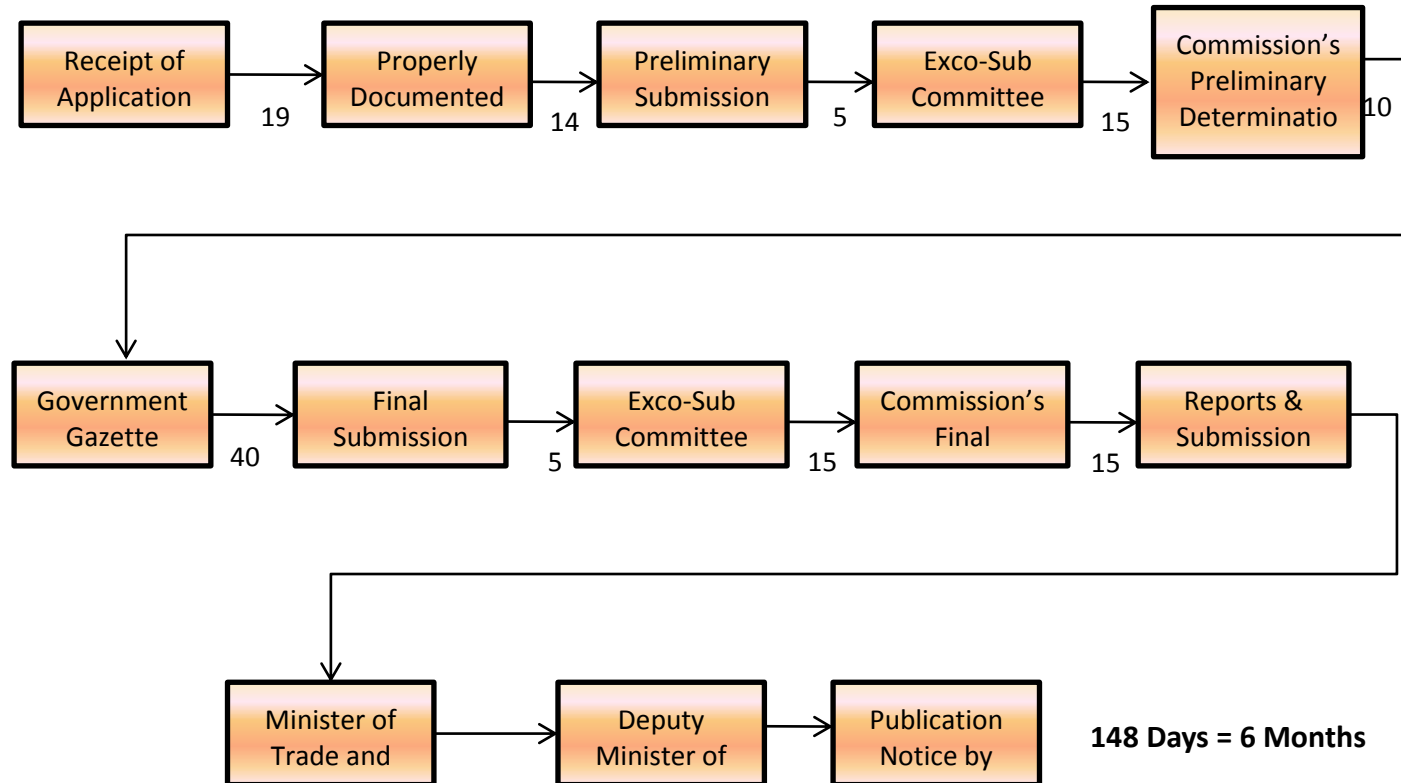 Receipt of
Application
19
Properly
Documented
14
Preliminary
Submission
5
Exco-Sub
Committee
15
Commission’s
Preliminary
Determinatio
10
Government
Gazette
40
Final
Submission
5
Exco-Sub
Committee
15
Commission’s
Final
15
Reports &
Submission
Minister of
Trade and
Deputy
Minister of
Publication
Notice by
148 Days = 6 Months